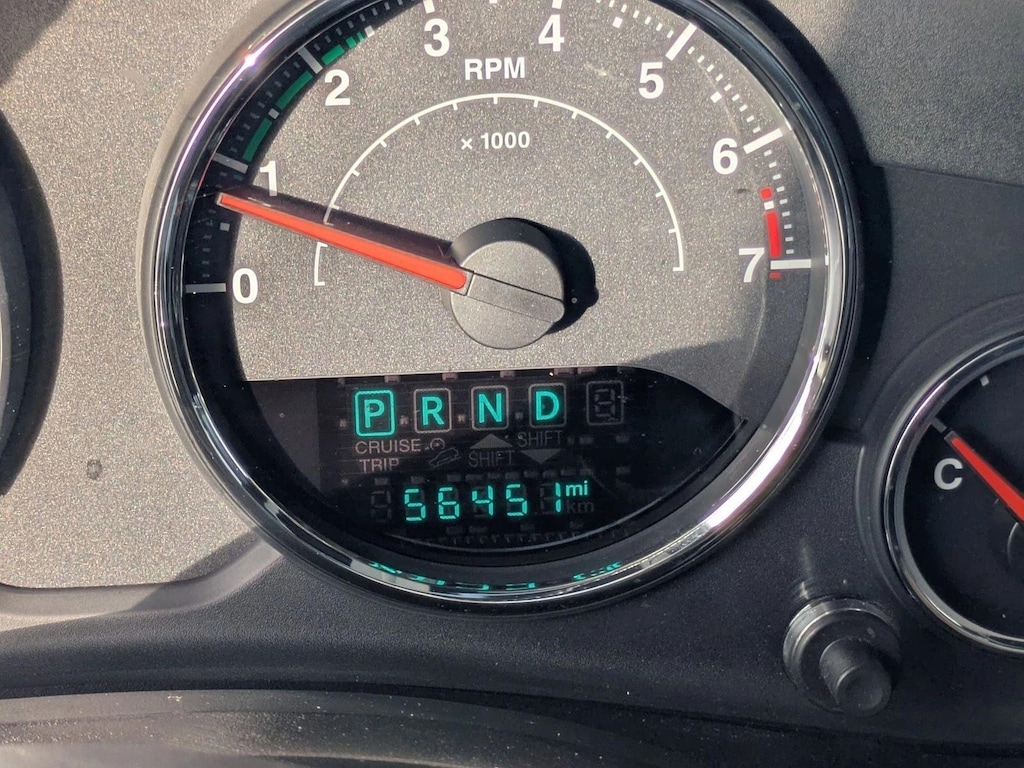 3 4
2 5
RPM
× 1000
1 6
0 7
P R N D
CRUISE SHIFT
TRIP SHIFT
56451 mi
km
C